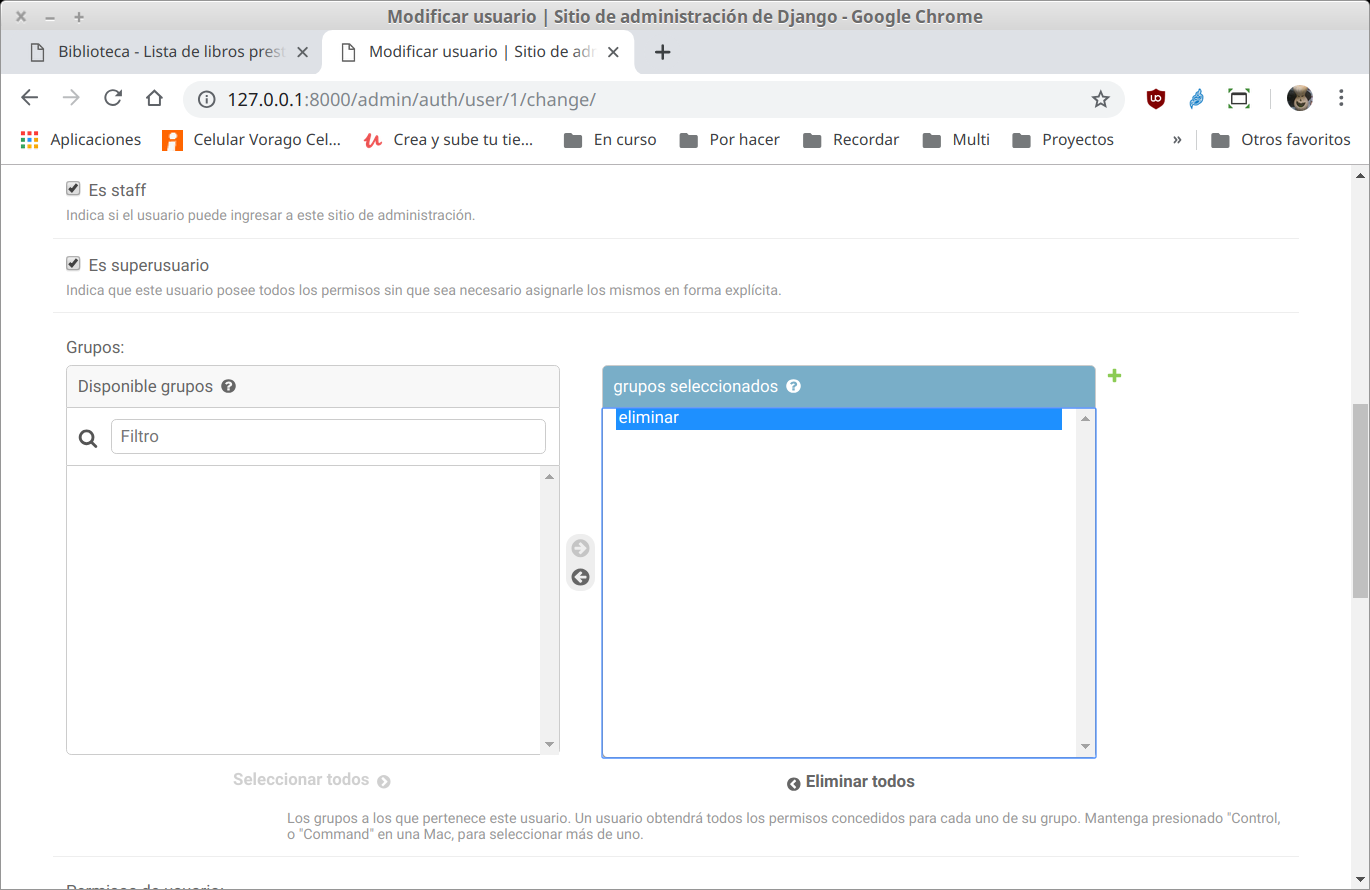 Modificar usuario | Sitio de administración de Django - Google Chrome
Biblioteca - Lista de libros prest
Modificar usuario | Sitio de adr
127.0.0.1:8000/admin/auth/user/1/change/
Aplicaciones
Celular Vorago Cel...
Crea y sube tu tie...
En curso
Por hacer
Recordar
Multi
Proyectos
»
Otros favoritos
Es staff
Indica si el usuario puede ingresar a este sitio de administración.
Es superusuario
Indica que este usuario posee todos los permisos sin que sea necesario asignarle los mismos en forma explícita.
Grupos:
Disponible grupos
grupos seleccionados
eliminar
Filtro
Seleccionar todos
Eliminar todos
Los grupos a los que pertenece este usuario. Un usuario obtendrá todos los permisos concedidos para cada uno de su grupo. Mantenga presionado "Control,
o "Command" en una Mac, para seleccionar más de uno.
Permisos de usuario: